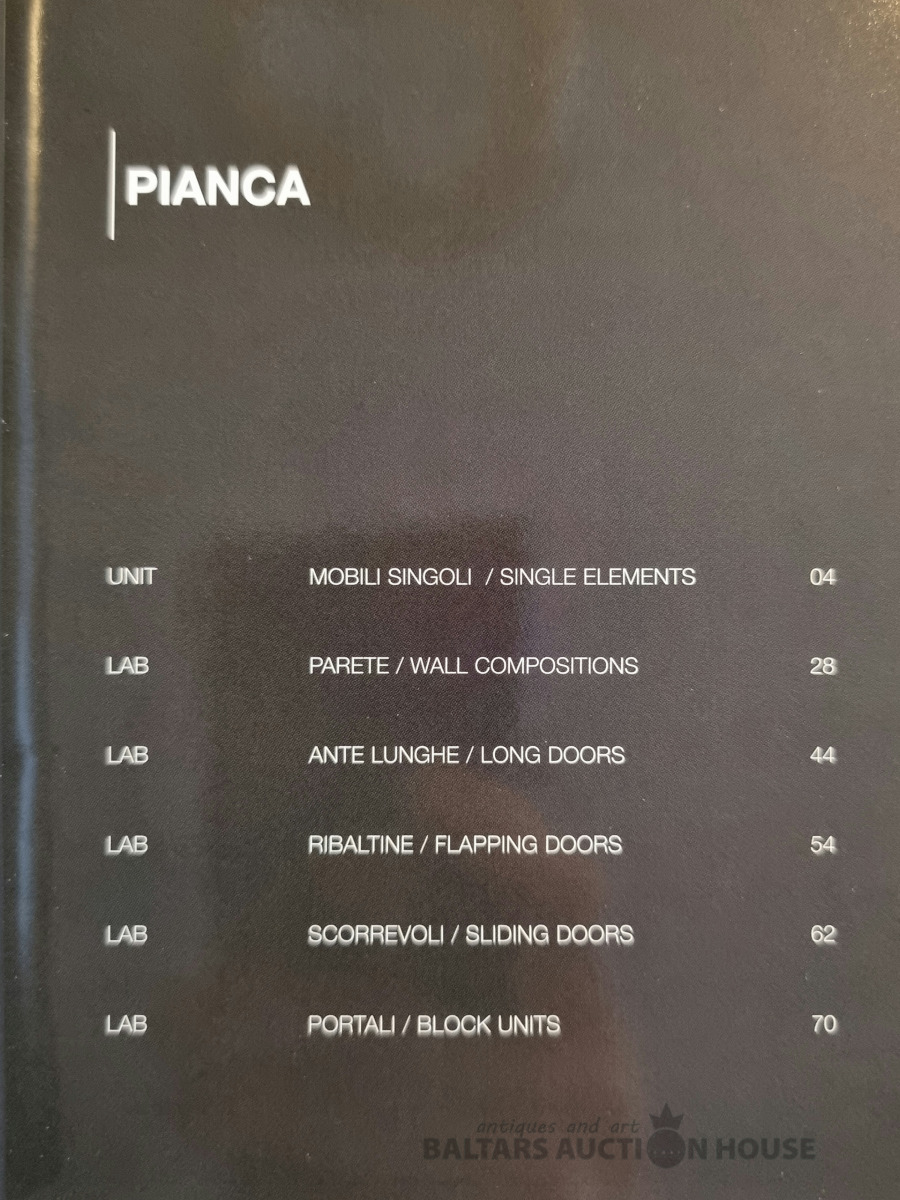 PIANCA
UNIT MOBILI SINGOLI / SINGLE ELEMENTS 04
LAB PARETE / WALL COMPOSITIONS 28
LAB ANTE LUNGHE / LONG DOORS 44
LAB RIBALTINE / FLAPPING DOORS 54
LAB SCORREVOLI / SLIDING DOORS 62
LAB PORTALI / BLOCK UNITS 70
antiques and art
BALTARS AUCTION HOUSE